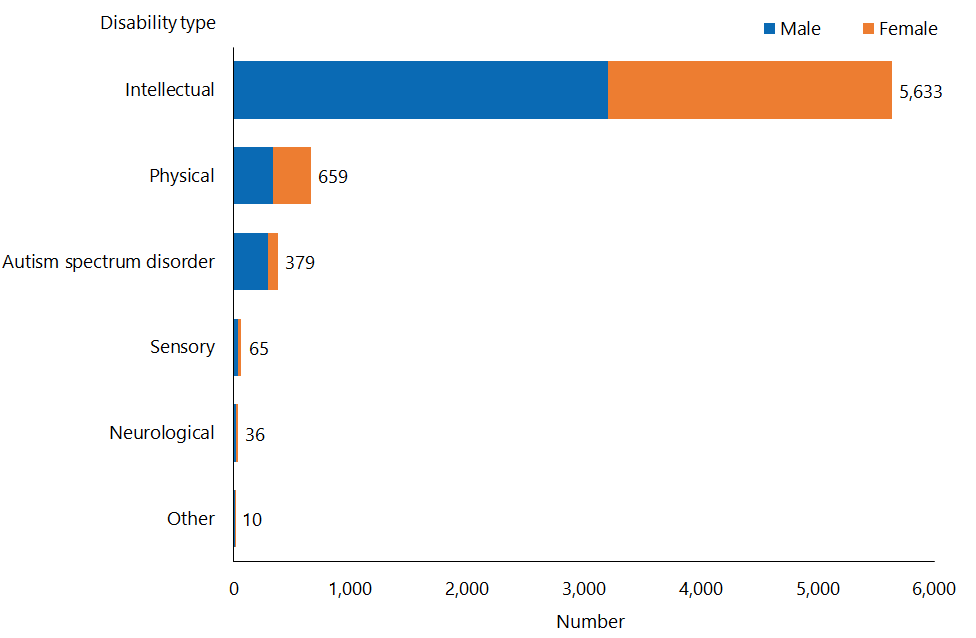 Disability type
Male Female
Intellectual 5,633
Physical 659
Autism spectrum disorder 379
Sensory 65
Neurological 36
Other 10
0 1,000 2,000 3,000 4,000 5,000 6,000
Number